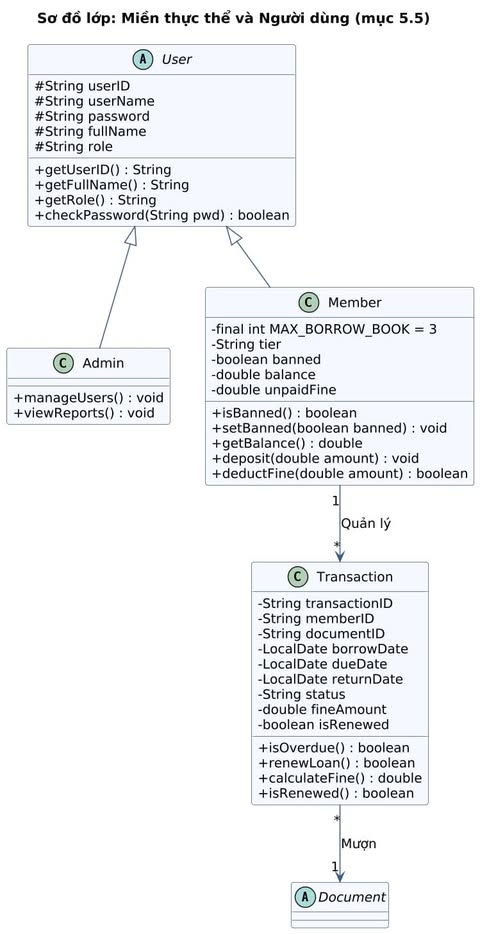 Sơ đồ lớp: Miền thực thể và Người dùng (mục 5.5)
A User
#String userID
#String userName
#String password
#String fullName
#String role
+getUserID() : String
+getFullName() : String
+getRole() : String
+checkPassword(String pwd) : boolean
C Admin
+manageUsers() : void
+viewReports() : void
C Member
-final int MAX_BORROW_BOOK = 3
-String tier
-boolean banned
-double balance
-double unpaidFine
+isBanned() : boolean
+setBanned(boolean banned) : void
+getBalance() : double
+deposit(double amount) : void
+deductFine(double amount) : boolean
1
Quản lý
*
C Transaction
-String transactionID
-String memberID
-String documentID
-LocalDate borrowDate
-LocalDate dueDate
-LocalDate returnDate
-String status
-double fineAmount
-boolean isRenewed
+isOverdue() : boolean
+renewLoan() : boolean
+calculateFine() : double
+isRenewed() : boolean
*
Mượn
1
A Document